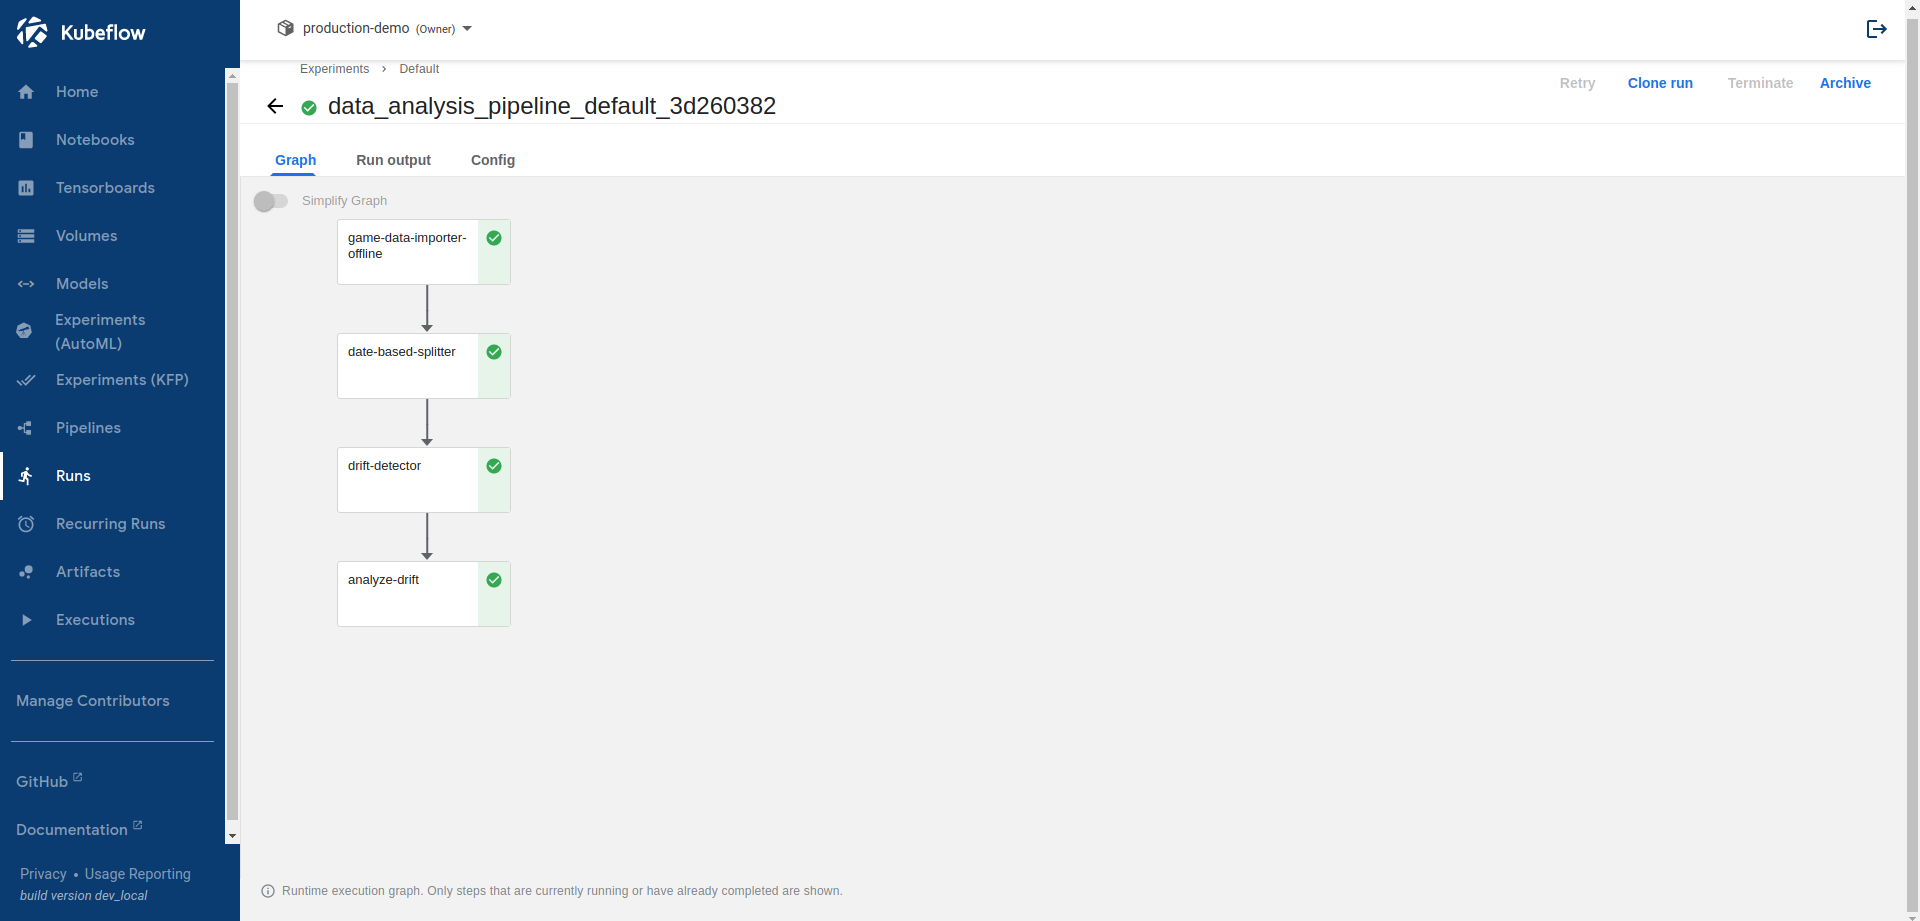 Kubeflow
Home
Notebooks
Tensorboards
Volumes
Models
Experiments
(AutoML)
Experiments (KFP)
Pipelines
Runs
Recurring Runs
Artifacts
Executions
Manage Contributors
GitHub
Documentation
Privacy • Usage Reporting
build version dev_local
production-demo (Owner)
Experiments > Default
data_analysis_pipeline_default_3d260382
Retry Clone run Terminate Archive
Graph Run output Config
Simplify Graph
game-data-importer-
offline
date-based-splitter
drift-detector
analyze-drift
Runtime execution graph. Only steps that are currently running or have already completed are shown.